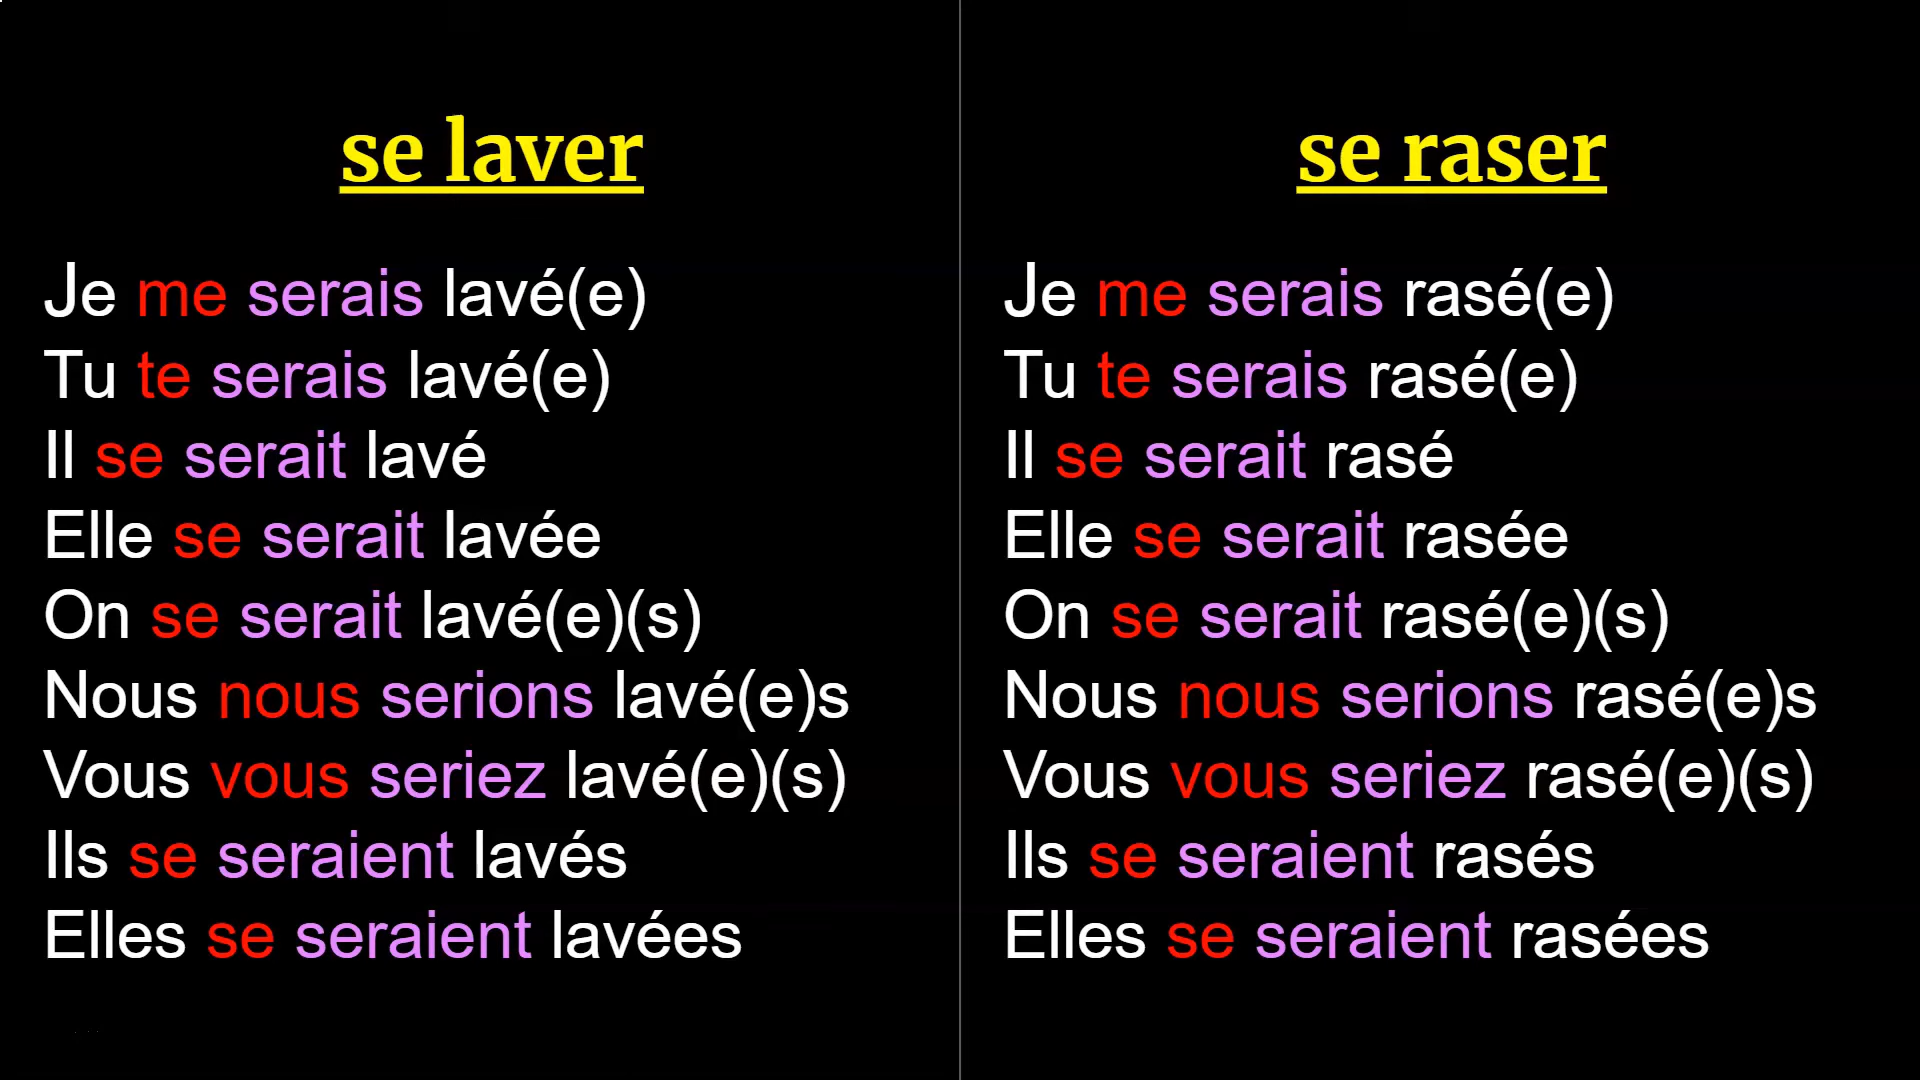 se laver
Je me serais lavé(e)
Tu te serais lavé(e)
Il se serait lavé
Elle se serait lavée
On se serait lavé(e)(s)
Nous nous serions lavé(e)s
Vous vous seriez lavé(e)(s)
Ils se seraient lavés
Elles se seraient lavées
se raser
Je me serais rasé(e)
Tu te serais rasé(e)
Il se serait rasé
Elle se serait rasée
On se serait rasé(e)(s)
Nous nous serions rasé(e)s
Vous vous seriez rasé(e)(s)
Ils se seraient rasés
Elles se seraient rasées